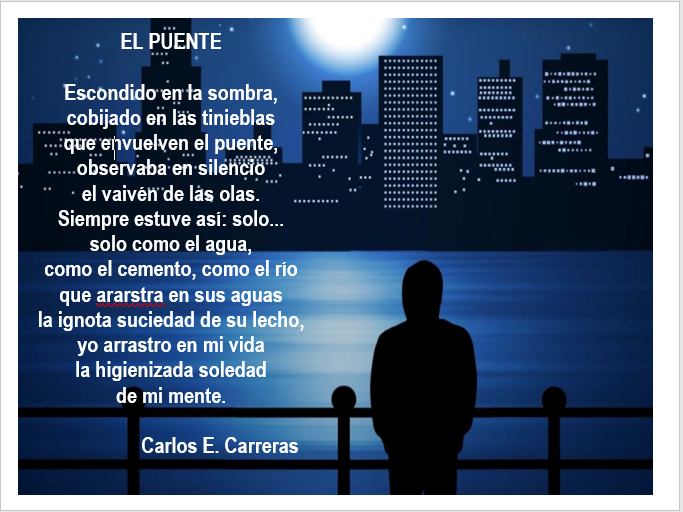 EL PUENTE
Escondido en la sombra,
cobijado en las tinieblas
que envuelven el puente,
observaba en silencio
el vaivén de las olas.
Siempre estuve así: solo...
solo como el agua,
como el cemento, como el río
que ararstra en sus aguas
la ignota suciedad de su lecho,
yo arrastro en mi vida
la higienizada soledad
de mi mente.
Carlos E. Carreras